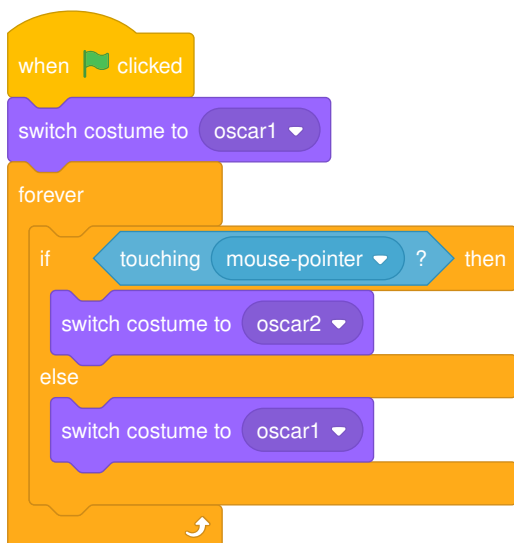 when clicked
switch costume to oscar1
forever
if touching mouse-pointer ? then
switch costume to oscar2
else
switch costume to oscar1